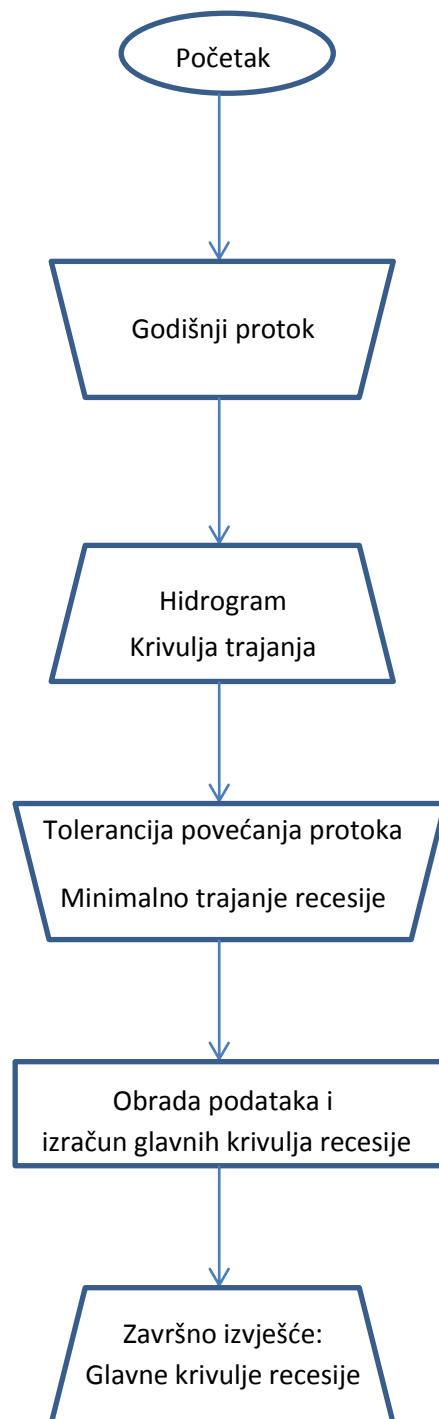 Početak
Godišnji protok
Hidrogram
Krivulja trajanja
Tolerancija povećanja protoka
Minimalno trajanje recesije
Obrada podataka i
izračun glavnih krivulja recesije
Završno izvješće:
Glavne krivulje recesije